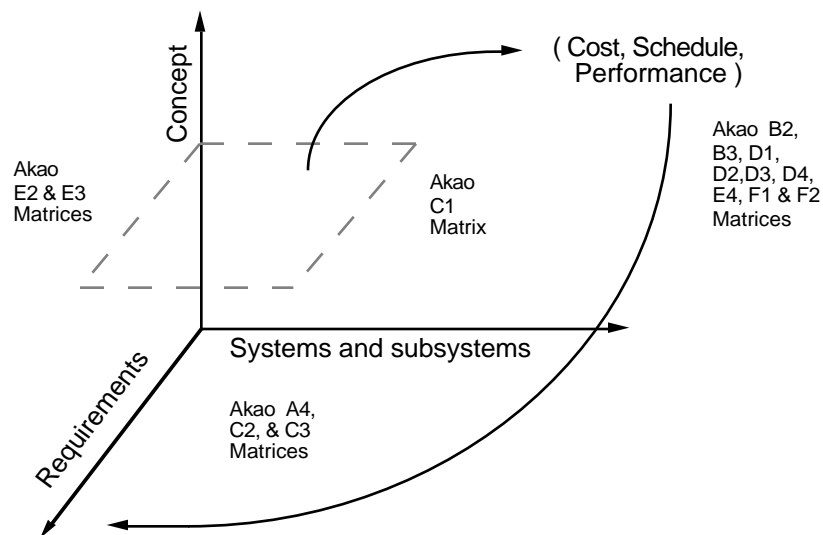 Concept
( Cost, Schedule,
Performance )
Akao B2,
B3, D1,
D2,D3, D4,
E4, F1 & F2
Matrices
Akao
E2 & E3
Matrices
Akao
C1
Matrix
Systems and subsystems
Requirements
Akao A4,
C2, & C3
Matrices